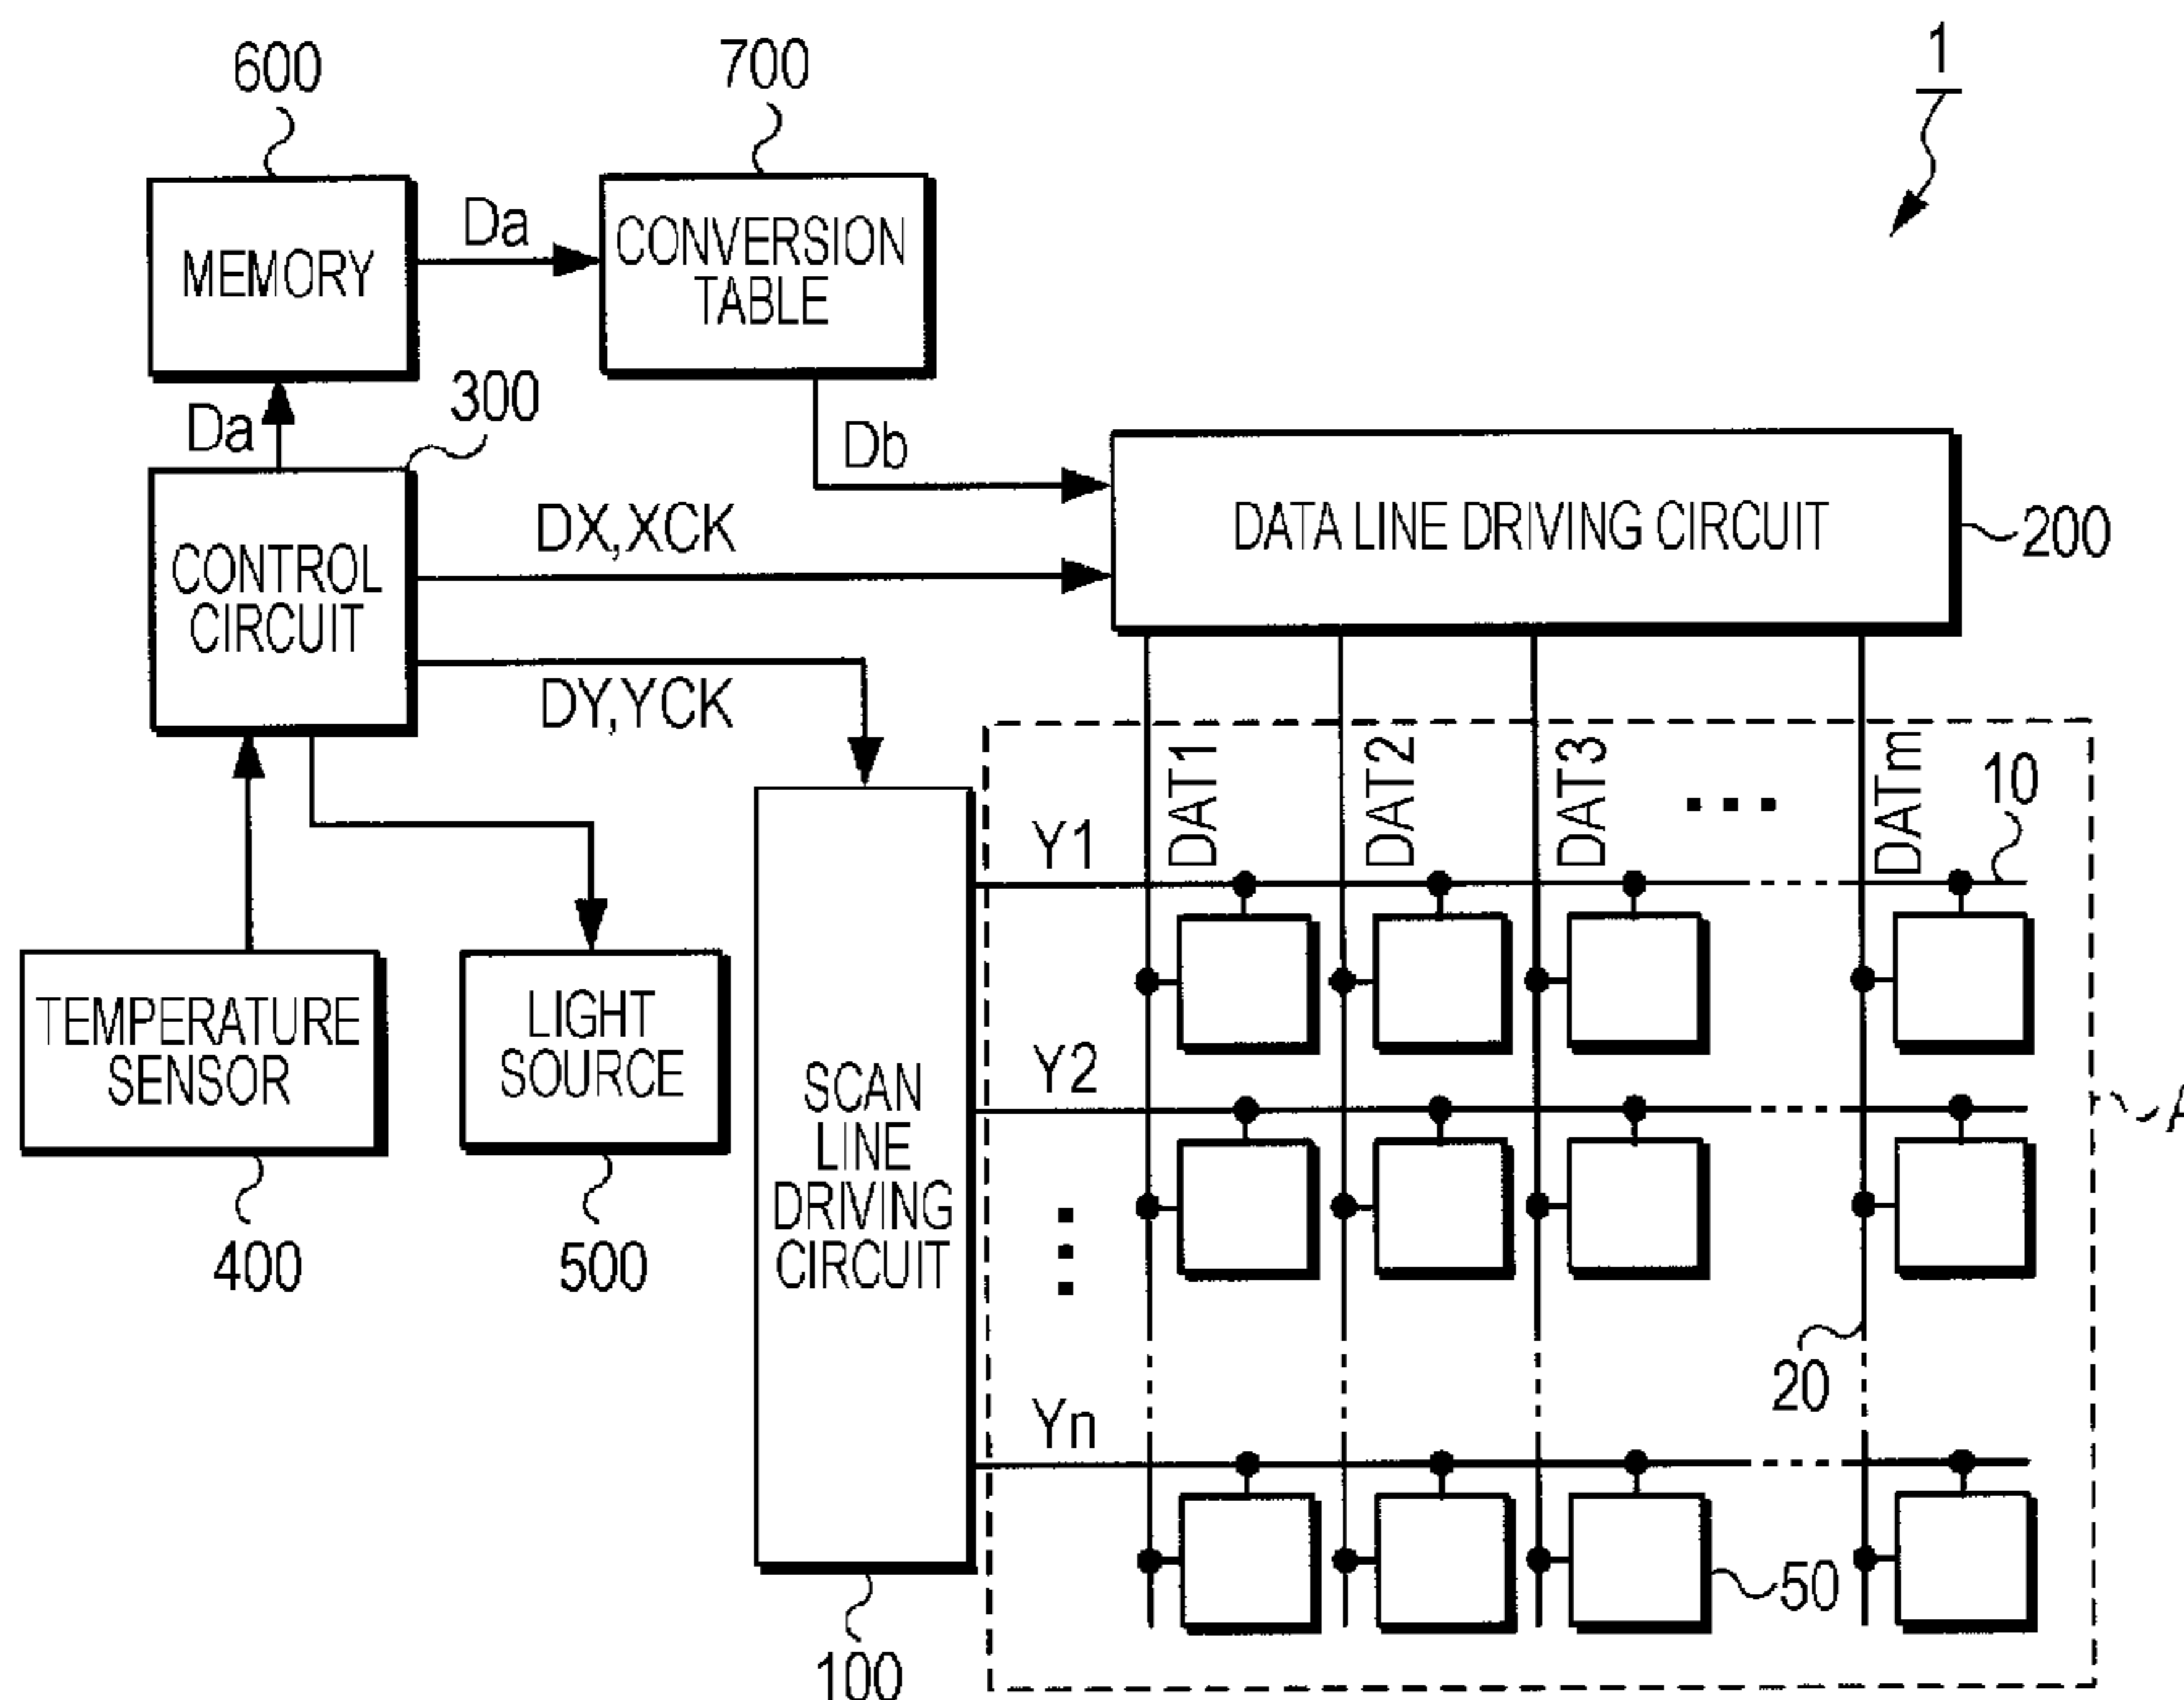 1
600
700
MEMORY
Da
CONVERSION
TABLE
Da
300
Db
CONTROL
CIRCUIT
DX,XCK
DY,YCK
DATA LINE DRIVING CIRCUIT
200
DAT1
DAT2
DAT3
...
DATm
10
Y1
TEMPERATURE
SENSOR
400
LIGHT
SOURCE
500
SCAN
LINE
DRIVING
CIRCUIT
100
Y2
A
20
Yn
50